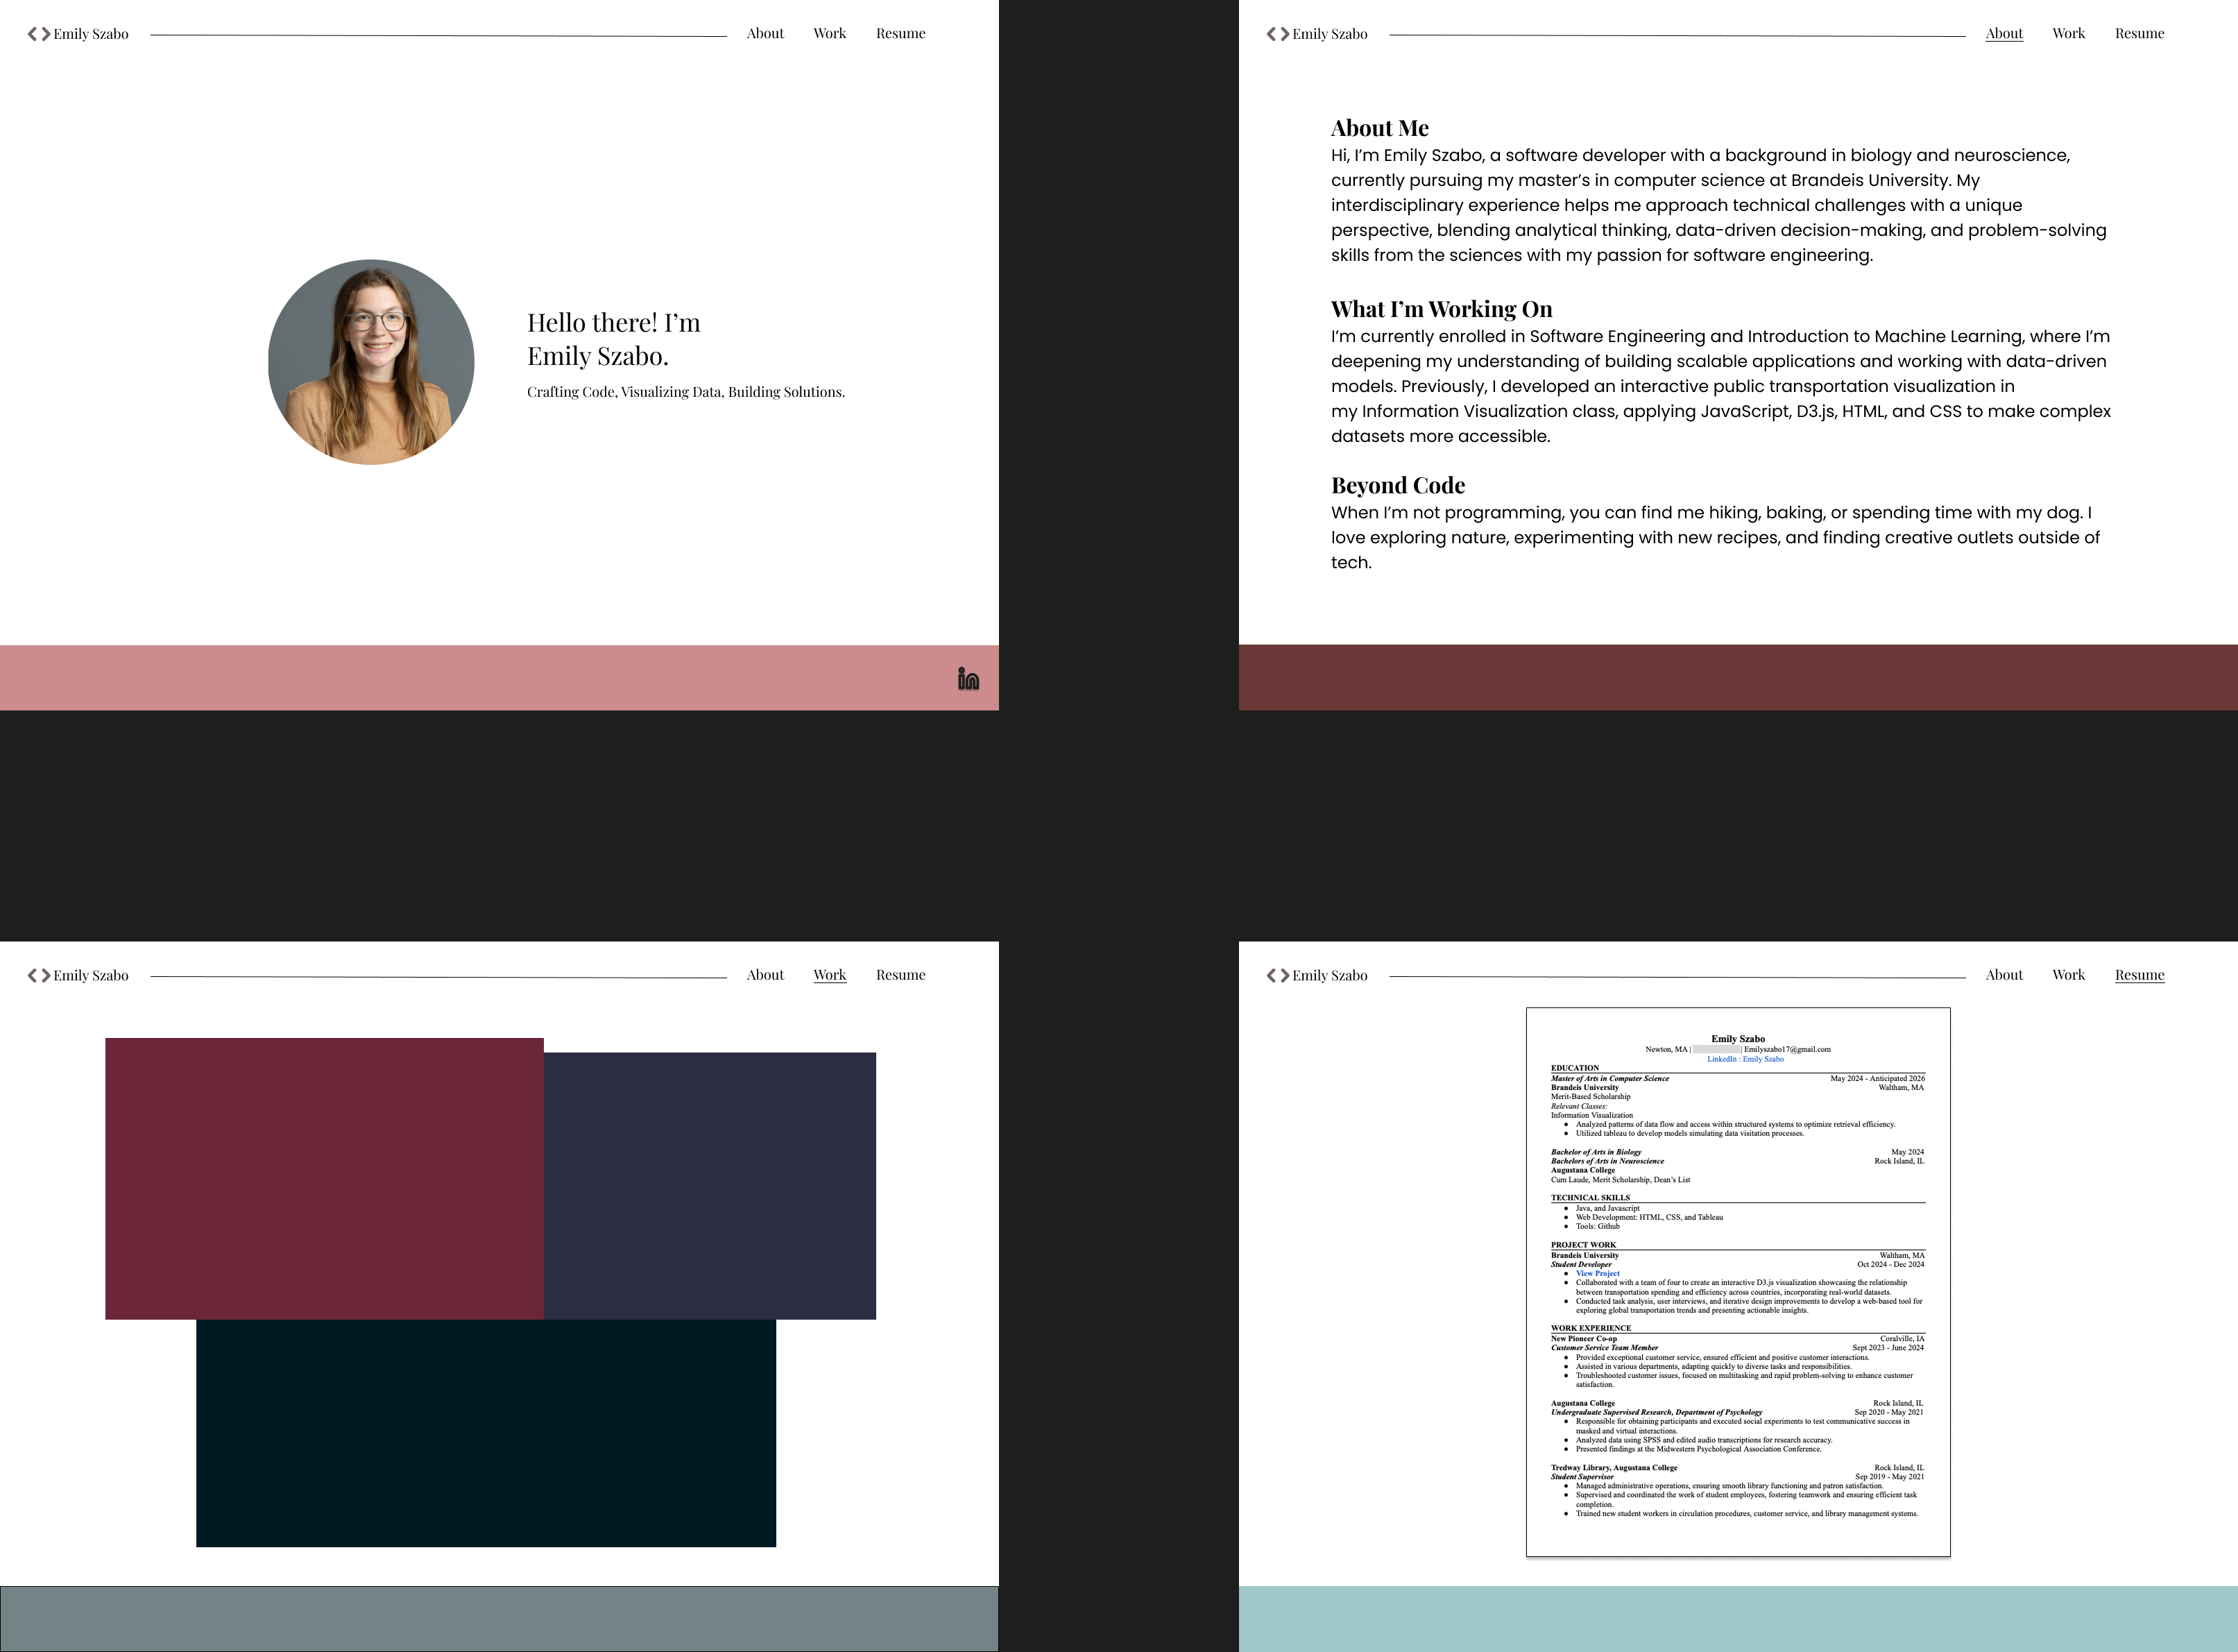 Emily Szabo
About Work Resume
Hello there! I'm
Emily Szabo.
Crafting Code, Visualizing Data, Building Solutions.
in
Emily Szabo
About Work Resume
About Me
Hi, I'm Emily Szabo, a software developer with a background in biology and neuroscience,
currently pursuing my master's in computer science at Brandeis University. My
interdisciplinary experience helps me approach technical challenges with a unique
perspective, blending analytical thinking, data-driven decision-making, and problem-solving
skills from the sciences with my passion for software engineering.
What I'm Working On
I'm currently enrolled in Software Engineering and Introduction to Machine Learning, where I'm
deepening my understanding of building scalable applications and working with data-driven
models. Previously, I developed an interactive public transportation visualization in
my Information Visualization class, applying JavaScript, D3.js, HTML, and CSS to make complex
datasets more accessible.
Beyond Code
When I'm not programming, you can find me hiking, baking, or spending time with my dog. I
love exploring nature, experimenting with new recipes, and finding creative outlets outside of
tech.
Emily Szabo
About Work Resume
Emily Szabo
About Work Resume
Emily Szabo
Newton, MA | | Emilyszabo17@gmail.com
LinkedIn : Emily Szabo
EDUCATION
Master of Arts in Computer Science May 2024 - Anticipated 2026
Brandeis University Waltham, MA
Merit-Based Scholarship
Relevant Classes:
Information Visualization
● Analyzed patterns of data flow and access within structured systems to optimize retrieval efficiency.
● Utilized tableau to develop models simulating data visitation processes.
Bachelor of Arts in Biology May 2024
Bachelors of Arts in Neuroscience Rock Island, IL
Augustana College
Cum Laude, Merit Scholarship, Dean's List
TECHNICAL SKILLS
● Java, and Javascript
● Web Development: HTML, CSS, and Tableau
● Tools: Github
PROJECT WORK
Brandeis University Waltham, MA
Student Developer Oct 2024 - Dec 2024
● View Project
● Collaborated with a team of four to create an interactive D3.js visualization showcasing the relationship
between transportation spending and efficiency across countries, incorporating real-world datasets.
● Conducted task analysis, user interviews, and iterative design improvements to develop a web-based tool for
exploring global transportation trends and presenting actionable insights.
WORK EXPERIENCE
New Pioneer Co-op Coralville, IA
Customer Service Team Member Sept 2023 - June 2024
● Provided exceptional customer service, ensured efficient and positive customer interactions.
● Assisted in various departments, adapting quickly to diverse tasks and responsibilities.
● Troubleshooted customer issues, focused on multitasking and rapid problem-solving to enhance customer
satisfaction.
Augustana College Rock Island, IL
Undergraduate Supervised Research, Department of Psychology Sep 2020 - May 2021
● Responsible for obtaining participants and executed social experiments to test communicative success in
masked and virtual interactions.
● Analyzed data using SPSS and edited audio transcriptions for research accuracy.
● Presented findings at the Midwestern Psychological Association Conference.
Tredway Library, Augustana College Rock Island, IL
Student Supervisor Sep 2019 - May 2021
● Managed administrative operations, ensuring smooth library functioning and patron satisfaction.
● Supervised and coordinated the work of student employees, fostering teamwork and ensuring efficient task
completion.
● Trained new student workers in circulation procedures, customer service, and library management systems.